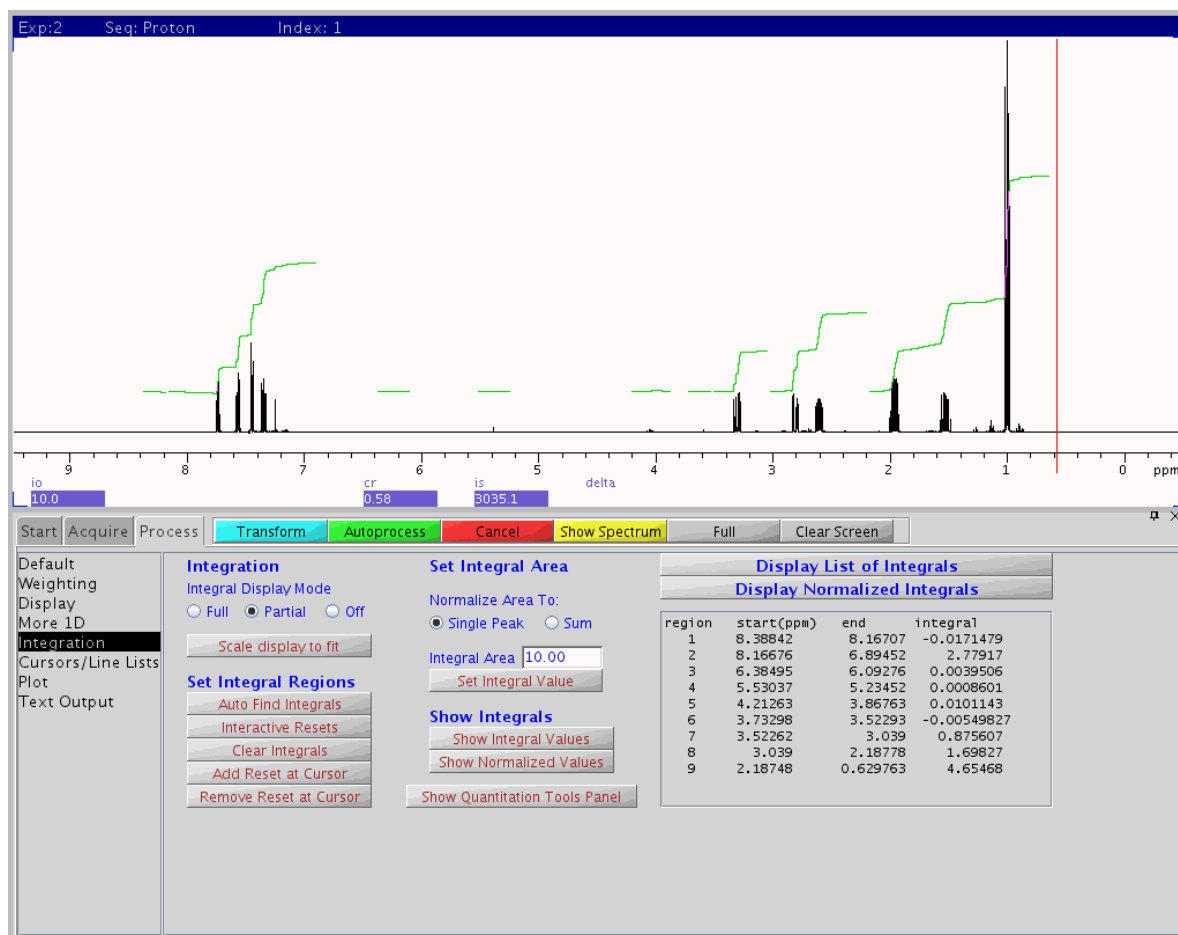 Exp:2 Seq: Proton Index: 1
9 8 7 6 5 4 3 2 1 0 ppm
io cr is delta
10.0 0.58 3035.1
Start Acquire Process Transform Autoprocess Cancel Show Spectrum Full Clear Screen
Default
Weighting
Display
More 1D
Integration
Cursors/Line Lists
Plot
Text Output
Integration
Integral Display Mode
Full Partial Off
Scale display to fit
Set Integral Regions
Auto Find Integrals
Interactive Resets
Clear Integrals
Add Reset at Cursor
Remove Reset at Cursor
Set Integral Area
Normalize Area To:
Single Peak Sum
Integral Area 10.00
Set Integral Value
Show Integrals
Show Integral Values
Show Normalized Values
Show Quantitation Tools Panel
Display List of Integrals
Display Normalized Integrals
region start(ppm) end integral
1 8.38842 8.16707 -0.0171479
2 8.16676 6.89452 2.77917
3 6.38495 6.09276 0.0039506
4 5.53037 5.23452 0.0008601
5 4.21263 3.86763 0.0101143
6 3.73298 3.52293 -0.00549827
7 3.52262 3.039 0.875607
8 3.039 2.18778 1.69827
9 2.18748 0.629763 4.65468